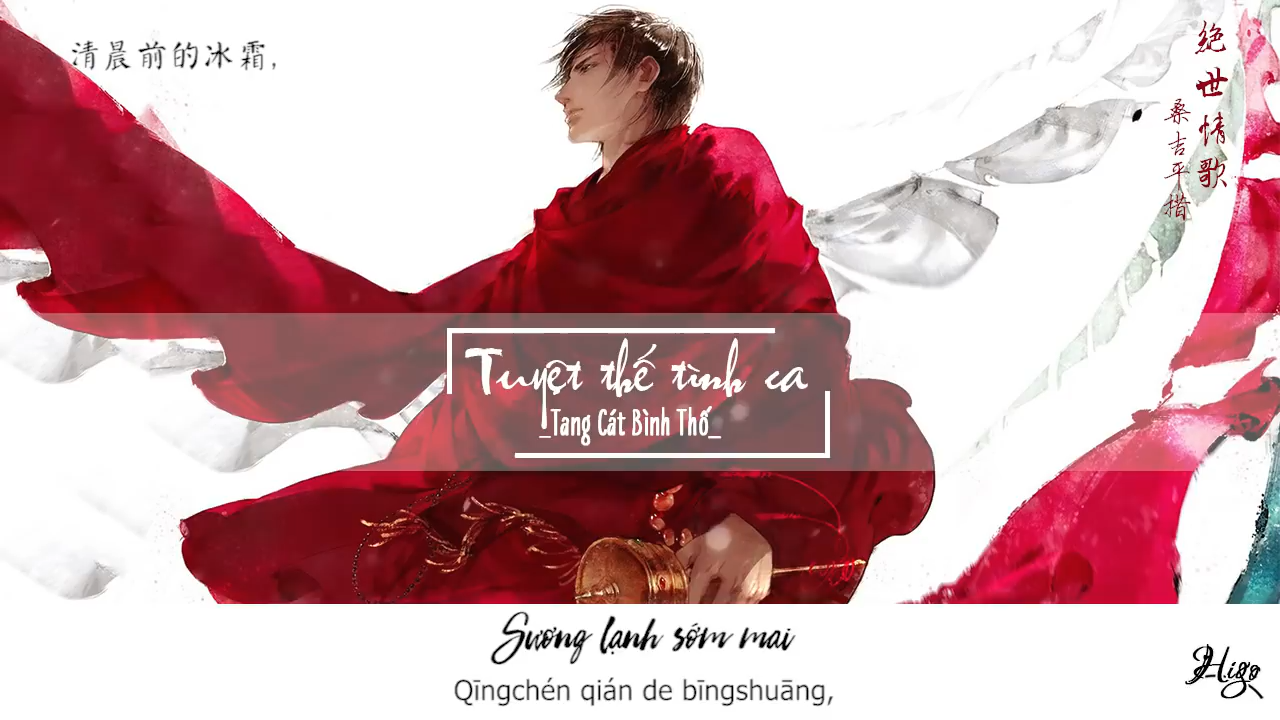 清晨前的冰霜,
绝世情歌
桑吉平措
Tuyệt thế tình ca
_Tang Cát Bình Thố_
Sương lạnh sớm mai
Qīngchén qián de bīngshuāng,